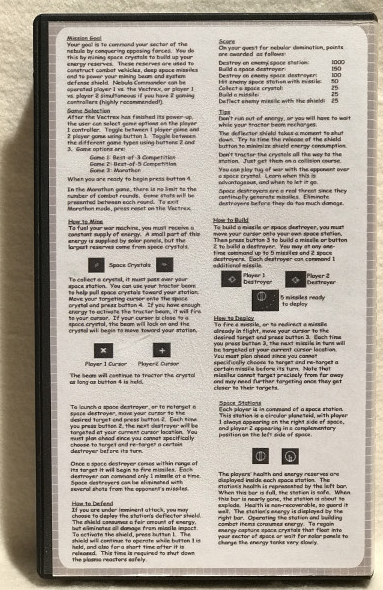 Mission Goal
Your goal is to command your sector of the
nebula by conquering opposing forces. You do
this by mining space crystals to build up your
energy reserves. These reserves are used to
construct combat vehicles, deep space missiles
and to power your mining beam and system
defense shield. Nebula Commander can be
operated player 1 vs. the Vectrex, or player 1
vs. player 2 simultaneously if you have 2 gaming
controllers (highly recommended!).
Game Selection
After the Vectrex has finished its power-up,
the user can select game options on the player
1 controller. Toggle between 1 player game and
2 player game using button 1. Toggle between
the different game types using buttons 2 and
3. Game options are:
Game 1: Best-of-3 Competition
Game 2: Best-of-5 Competition
Game 3: Marathon
When you are ready to begin press button 4.
In the Marathon game, there is no limit to the
number of combat rounds. Game stats will be
presented between each round. To exit
Marathon mode, press reset on the Vectrex.
How to Mine
To fuel your war machine, you must receive a
constant supply of energy. A small part of this
energy is supplied by solar panels, but the
largest reserves come from space crystals.
Space Crystals
To collect a crystal, it must pass over your
space station. You can use your tractor beam
to help pull space crystals toward your station.
Move your targeting cursor onto the space
crystal and press button 4. If you have enough
energy to activate the tractor beam, it will fire
to your cursor. If your cursor is close to a
space crystal, the beam will lock on and the
crystal will begin to move toward your station.
Player 1 Cursor Player2 Cursor
The beam will continue to tractor the crystal
as long as button 4 is held.
To launch a space destroyer, or to retarget a
space destroyer, move your cursor to the
desired target and press button 2. Each time
you press button 2, the next destroyer will be
targeted at your current cursor location. You
must plan ahead since you cannot specifically
choose to target and re-target a certain
destroyer before its turn.
Once a space destroyer comes within range of
its target it will begin to fire missiles. Each
destroyer can command only 1 missile at a time.
Space destroyers can be eliminated with
several shots from the opponent's missiles.
How to Defend
If you are under imminent attack, you may
choose to deploy the station's deflector shield.
The shield consumes a fair amount of energy,
but eliminates all damage from missile impact.
To activate the shield, press button 1. The
shield will continue to operate while button 1 is
held, and also for a short time after it is
released. This time is required to shut down
the plasma reactors safely.
Score
On your quest for nebular domination, points
are awarded as follows:
Destroy an enemy space station: 1000
Build a space destroyer: 150
Destroy an enemy space destroyer: 100
Hit enemy space station with missile: 50
Collect a space crystal: 25
Build a missile: 25
Deflect enemy missile with the shield: 25
Tips
Don't run out of energy, or you will have to wait
while your tractor beam recharges.
The deflector shield takes a moment to shut
down. Try to time the release of the shield
button to minimize shield energy consumption.
Don't tractor the crystals all the way to the
station. Just get them on a collision course.
You can play tug of war with the opponent over
a space crystal. Learn when this is
advantageous, and when to let it go.
Space destroyers are a real threat since they
continually generate missiles. Eliminate
destroyers before they do too much damage.
How to Build
To build a missile or space destroyer, you must
move your cursor onto your own space station.
Then press button 3 to build a missile or button
2 to build a destroyer. You may at any one-
time command up to 5 missiles and 2 space
destroyers. Each destroyer can command 1
additional missile.
Player 1
Destroyer
Player 2
Destroyer
5 missiles ready
to deploy
How to Deploy
To fire a missile, or to redirect a missile
already in flight, move your cursor to the
desired target and press button 3. Each time
you press button 3, the next missile in turn will
be targeted at your current cursor location.
You must plan ahead since you cannot
specifically choose to target and re-target a
certain missile before its turn. Note that
missiles cannot target precisely from far away
and may need further targeting once they get
closer to their targets.
Space Stations
Each player is in command of a space station.
This station is a circular planetoid, with player
1 always appearing on the right side of space,
and player 2 appearing in a complementary
position on the left side of space.
The players' health and energy reserves are
displayed inside each space station. The
station's health is represented by the left bar.
When this bar is full, the station is safe. When
this bar is nearly gone, the station is about to
explode. Health is non-recoverable, so guard it
well. The station's energy is displayed by the
right bar. Operating the station and building
combat items consumes energy. To regain
energy capture space crystals that float into
your sector of space or wait for solar panels to
charge the energy tanks very slowly.